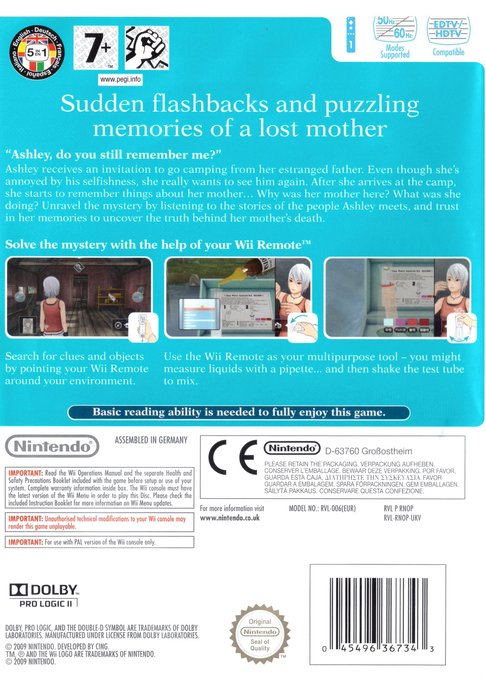 English - Deutsch - Français - Español - Italiano
5 in 1
7+
www.pegi.info
1
50Hz
60Hz
Modes
Supported
EDTV/
HDTV
Compatible
Sudden flashbacks and puzzling
memories of a lost mother
“Ashley, do you still remember me?”
Ashley receives an invitation to go camping from her estranged father. Even though she’s
annoyed by his selfishness, she really wants to see him again. After she arrives at the camp,
she starts to remember things about her mother… Why was her mother here? What was she
doing? Unravel the mystery by listening to the stories of the people Ashley meets, and trust
in her memories to uncover the truth behind her mother’s death.
Solve the mystery with the help of your Wii Remote™
Search for clues and objects
by pointing your Wii Remote
around your environment.
Use the Wii Remote as your multipurpose tool – you might
measure liquids with a pipette... and then shake the test tube
to mix.
Basic reading ability is needed to fully enjoy this game.
Nintendo®
ASSEMBLED IN GERMANY
IMPORTANT: Read the Wii Operations Manual and the separate Health and
Safety Precautions Booklet included with the game before setup or use of your
system. Complete warranty information inside box. The Wii console must have
the latest version of the Wii Menu in order to play this Disc. Please check the
included Instruction Booklet for more information on Wii Menu updates.
IMPORTANT: Unauthorised technical modifications to your Wii console may
render this game unplayable.
IMPORTANT: For use with PAL version of the Wii console only.
CE
Nintendo®
D-63760 Großostheim
PLEASE RETAIN THE PACKAGING. VERPACKUNG AUFHEBEN.
CONSERVER L'EMBALLAGE. BEWAAR DEZE VERPAKKING. POR FAVOR,
GUARDA ESTA CAJA. ΔΙΑΤΗΡΗΣΤΕ ΤΗΝ ΣΥΣΚΕΥΑΣΙΑ. FAVOR
GUARDAR A EMBALAGEM. SPARA FÖRPACKNINGEN. GEM EMBALLAGEN.
SÄILYTÄ PAKKAUS. CONSERVARE QUESTA CONFEZIONE.
For more information visit
www.nintendo.co.uk
MODEL NO.: RVL-006(EUR)
RVL P RNOP
RVL-RNOP-UKV
DOLBY
PRO LOGIC II
DOLBY, PRO LOGIC, AND THE DOUBLE-D SYMBOL ARE TRADEMARKS OF DOLBY
LABORATORIES. MANUFACTURED UNDER LICENSE FROM DOLBY LABORATORIES.
© 2009 NINTENDO. DEVELOPED BY CING.
TM, ® AND THE Wii LOGO ARE TRADEMARKS OF NINTENDO.
© 2009 NINTENDO.
Original
Nintendo
Seal of
Quality
0 45496 36734 3